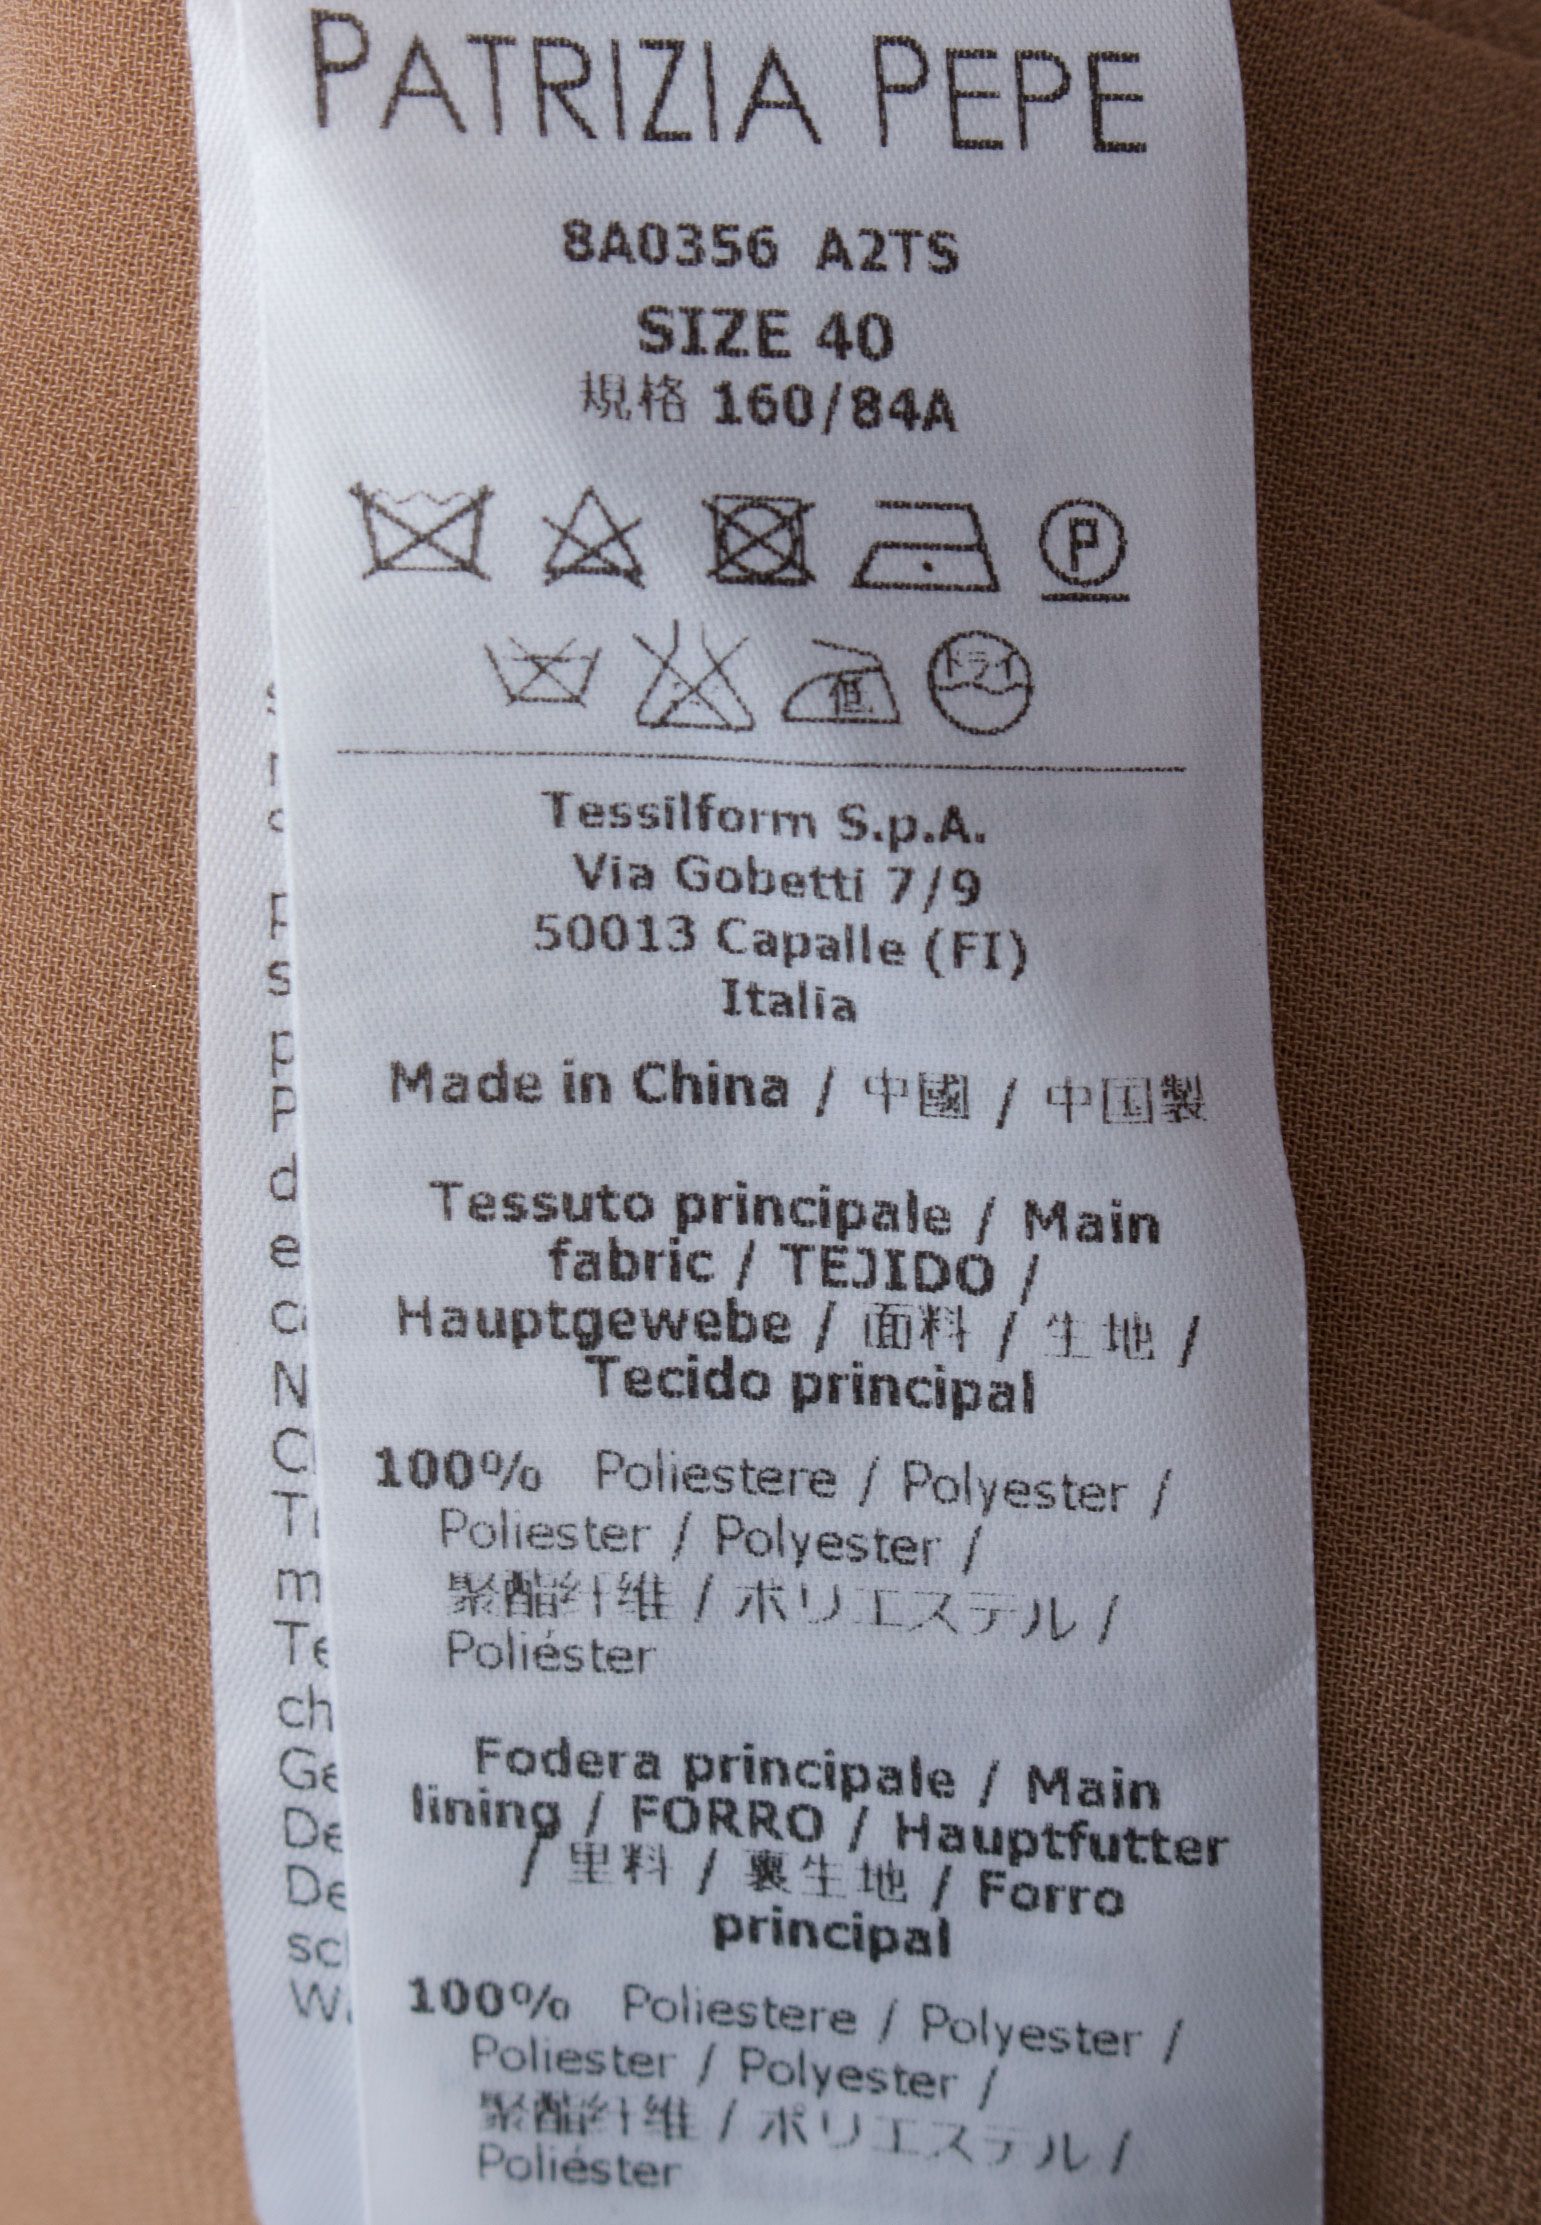 PATRIZIA PEPE
8A0356 A2TS
SIZE 40
規格 160/84A
P
低 ドライ
Tessilform S.p.A.
Via Gobetti 7/9
50013 Capalle (FI)
Italia
Made in China / 中國 / 中国製
Tessuto principale / Main
fabric / TEJIDO /
Hauptgewebe / 面料 / 生地 /
Tecido principal
100% Poliestere / Polyester /
Poliester / Polyester /
聚酯纤维 / ポリエステル /
Poliéster
Fodera principale / Main
lining / FORRO / Hauptfutter
/ 里料 / 裏生地 / Forro
principal
100% Poliestere / Polyester /
Poliester / Polyester /
聚酯纤维 / ポリエステル /
Poliéster